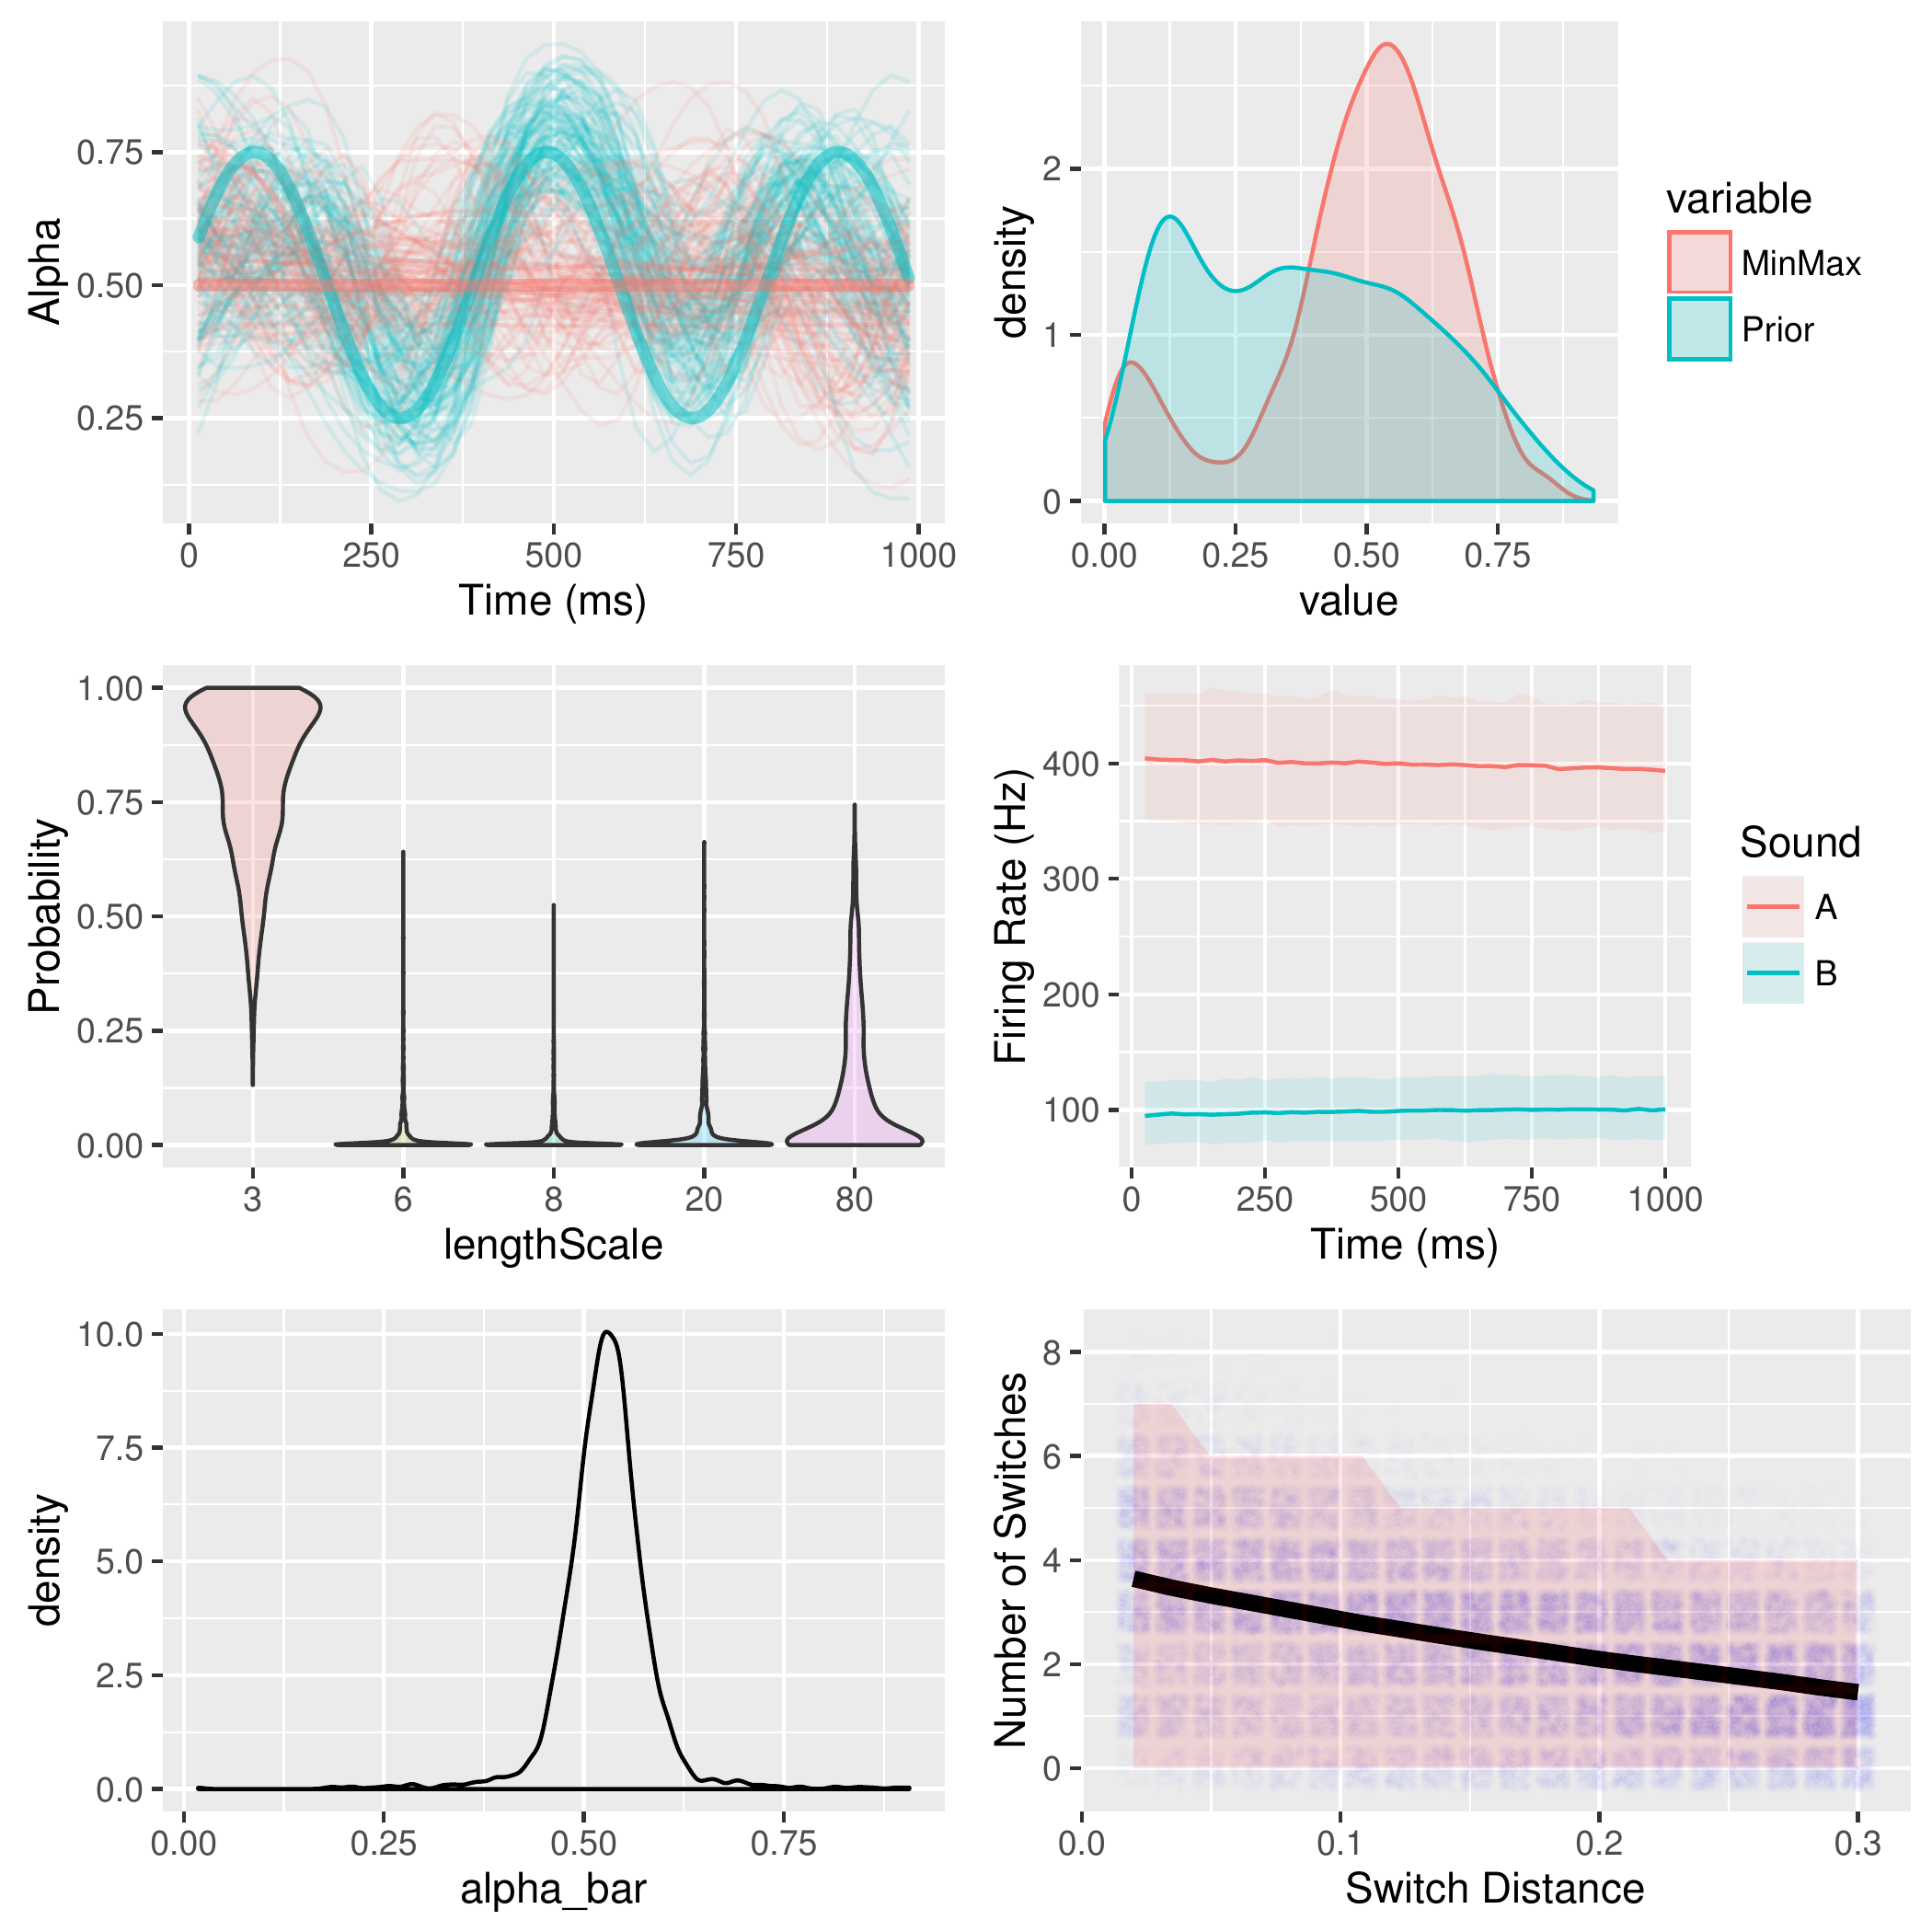 Alpha
0.75
0.50
0.25
0
250
500
750
1000
Time (ms)
density
2
1
0
0.00
0.25
0.50
0.75
value
variable
MinMax
Prior
Probability
1.00
0.75
0.50
0.25
0.00
3
6
8
20
80
lengthScale
Firing Rate (Hz)
400
300
200
100
0
250
500
750
1000
Time (ms)
Sound
A
B
density
10.0
7.5
5.0
2.5
0.0
0.00
0.25
0.50
0.75
alpha_bar
Number of Switches
8
6
4
2
0
0.0
0.1
0.2
0.3
Switch Distance